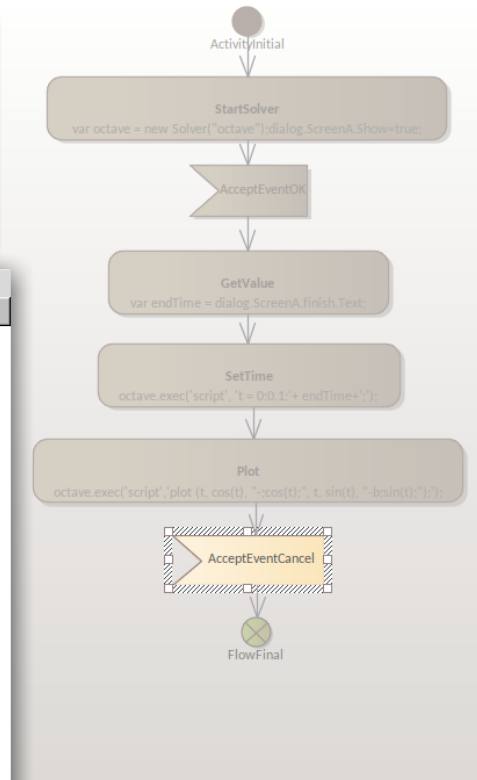 ActivityInitial
StartSolver
var octave = new Solver("octave");dialog.ScreenA.Show=true;
AcceptEventOK
GetValue
var endTime = dialog.ScreenA.finish.Text;
SetTime
octave.exec('script', 't = 0:0.1:'+ endTime+';');
Plot
octave.exec('script','plot (t, cos(t), "-;cos(t);", t, sin(t), "-b;sin(t);");');
AcceptEventCancel
FlowFinal